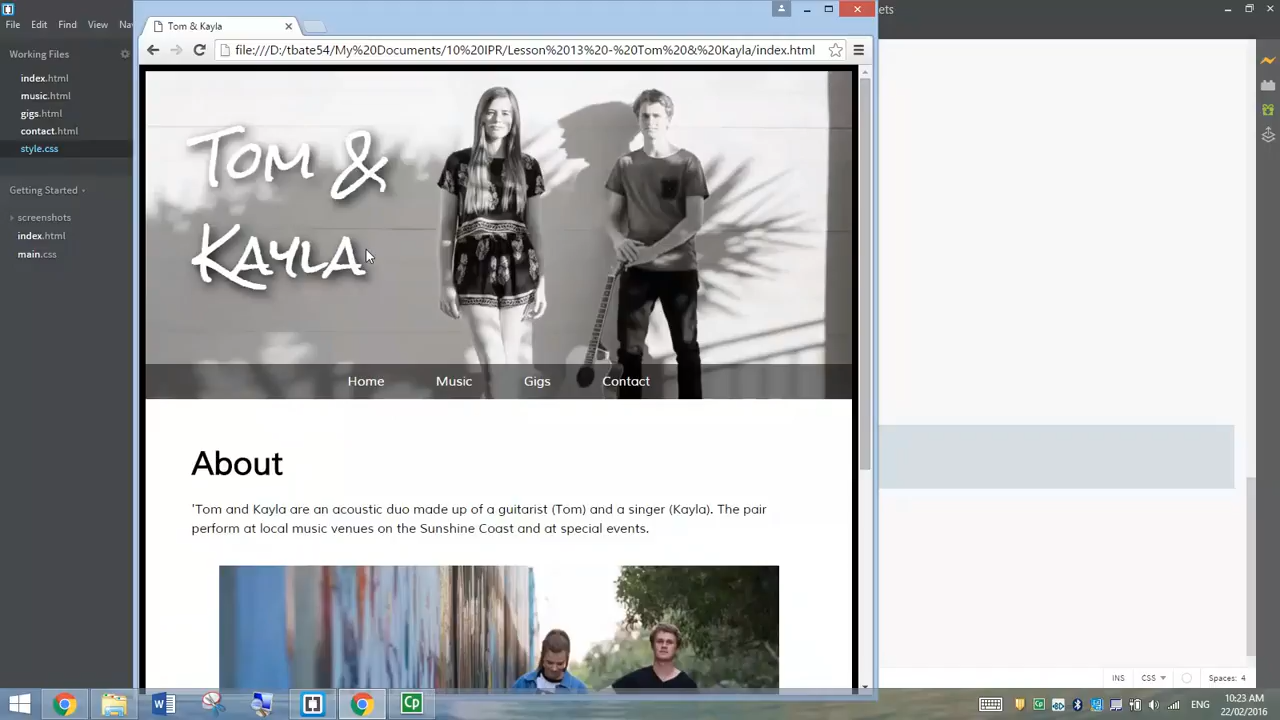 ets
Tom & Kayla
File Edit View Na
file:///D:/tbate54/My%20Documents/10%20IPR/Lesson%2013%20-%20Tom%20&%20Kayla/index.html
Working Files
index.html
music.html
gigs.html
contact.html
style.css
Getting Started
screenshots
index.html
main.css
Tom &
Kayla
Home Music Gigs Contact
About
'Tom and Kayla are an acoustic duo made up of a guitarist (Tom) and a singer (Kayla). The pair
perform at local music venues on the Sunshine Coast and at special events.
INS CSS Spaces: 4
Cp
ENG
10:23 AM
22/02/2016